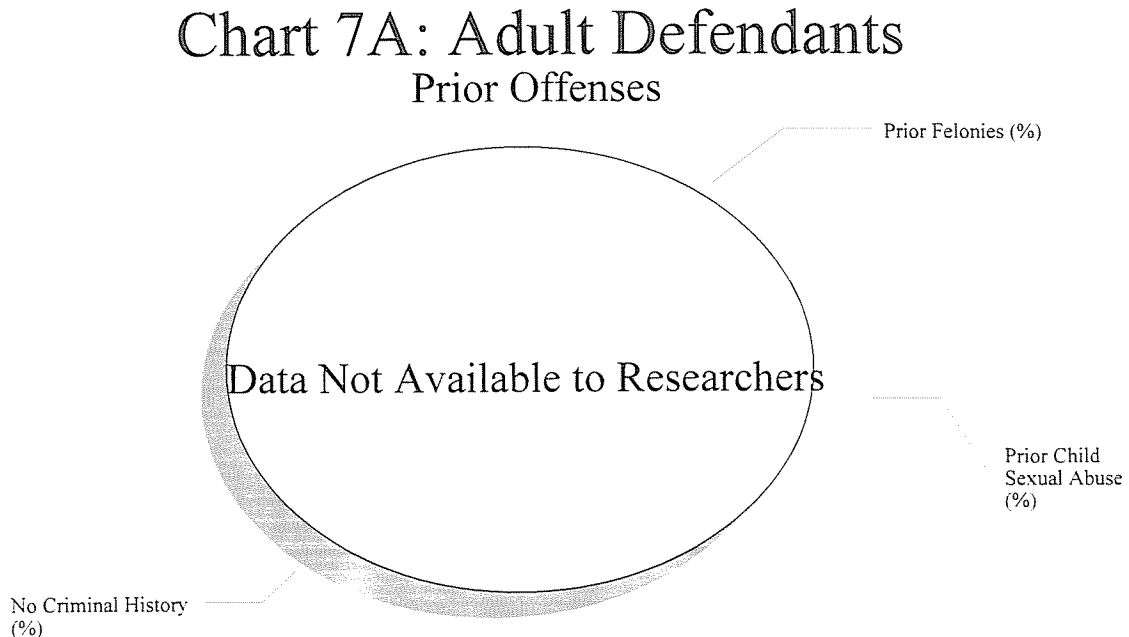 Chart 7A: Adult Defendants
Prior Offenses
Prior Felonies (%)
Data Not Available to Researchers
Prior Child
Sexual Abuse
(%)
No Criminal History
(%)